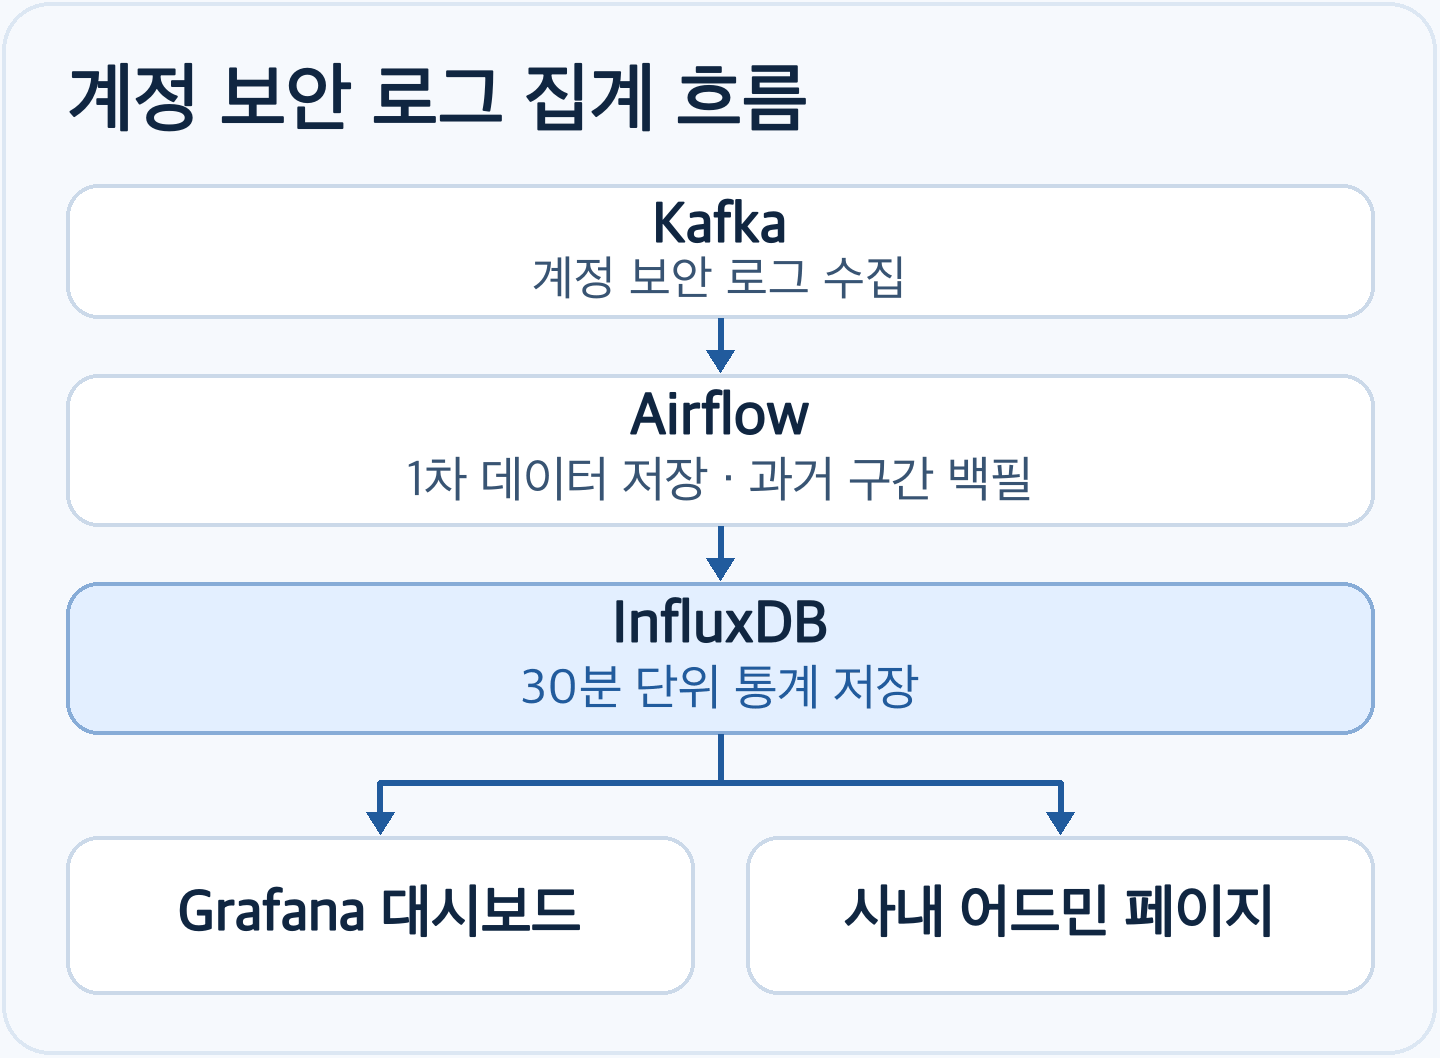 계정 보안 로그 집계 흐름
Kafka
계정 보안 로그 수집
Airflow
1차 데이터 저장 · 과거 구간 백필
InfluxDB
30분 단위 통계 저장
Grafana 대시보드
사내 어드민 페이지